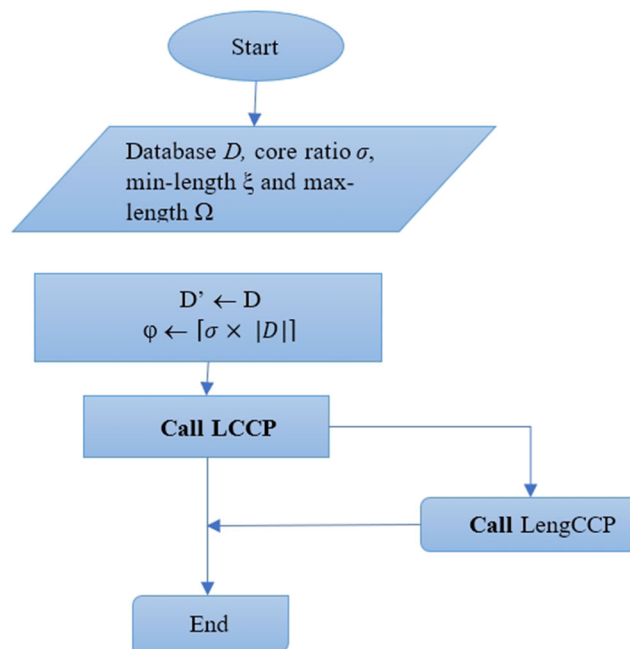 Start
Database D, core ratio σ,
min-length ξ and max-
length Ω
D’ ← D
φ ← ⌈σ × |D|⌉
Call LCCP
Call LengCCP
End